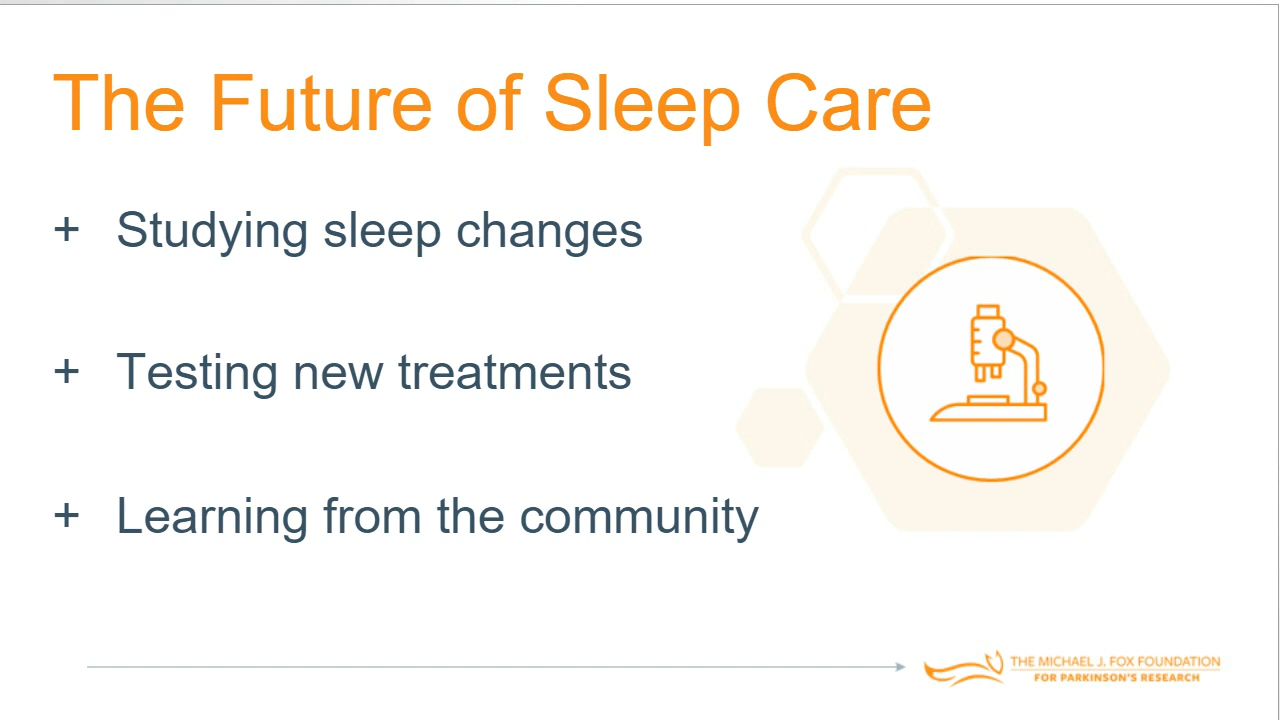 The Future of Sleep Care
+ Studying sleep changes
+ Testing new treatments
+ Learning from the community
THE MICHAEL J. FOX FOUNDATION
FOR PARKINSON'S RESEARCH